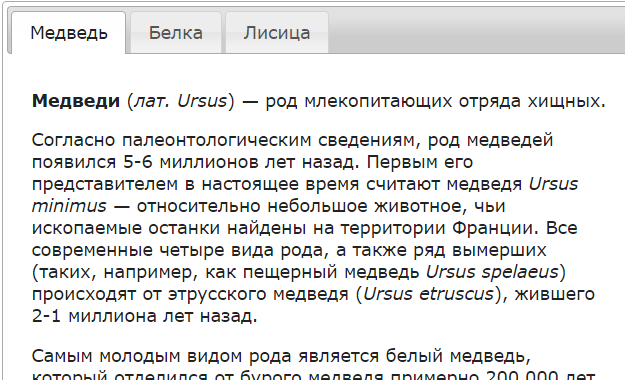 Медведь Белка Лисица
Медведи (лат. Ursus) — род млекопитающих отряда хищных.
Согласно палеонтологическим сведениям, род медведей
появился 5-6 миллионов лет назад. Первым его
представителем в настоящее время считают медведя Ursus
minimus — относительно небольшое животное, чьи
ископаемые останки найдены на территории Франции. Все
современные четыре вида рода, а также ряд вымерших
(таких, например, как пещерный медведь Ursus spelaeus)
происходят от этрусского медведя (Ursus etruscus), жившего
2-1 миллиона лет назад.
Самым молодым видом рода является белый медведь,
который отделился от бурого медведя примерно 200 000 лет